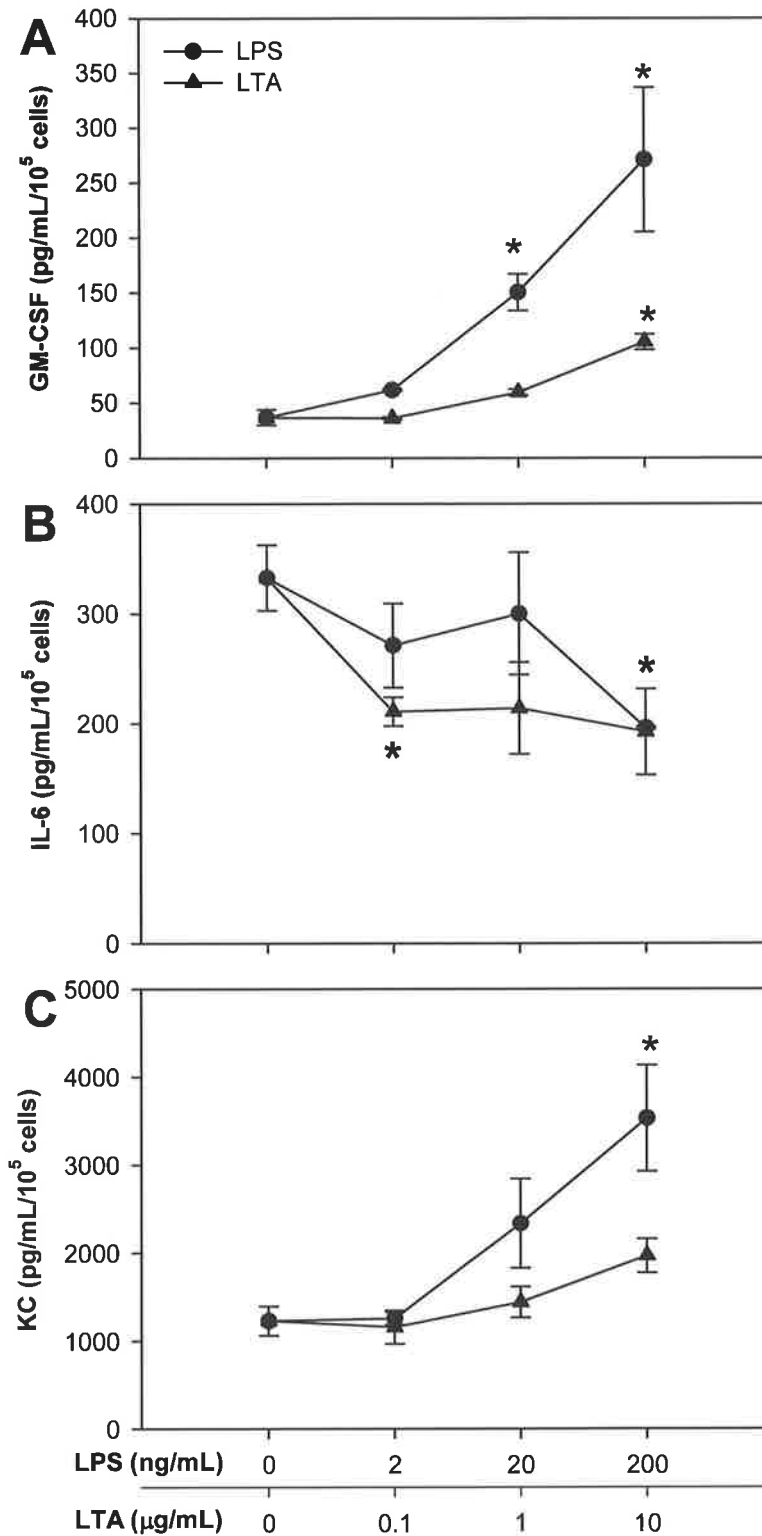 A
400
350
300
250
200
150
100
50
0
GM-CSF (pg/mL/10⁵ cells)
LPS
LTA
*
*
*
B
400
300
200
100
0
IL-6 (pg/mL/10⁵ cells)
*
*
C
5000
4000
3000
2000
1000
0
KC (pg/mL/10⁵ cells)
*
LPS (ng/mL) 0 2 20 200
LTA (μg/mL) 0 0.1 1 10